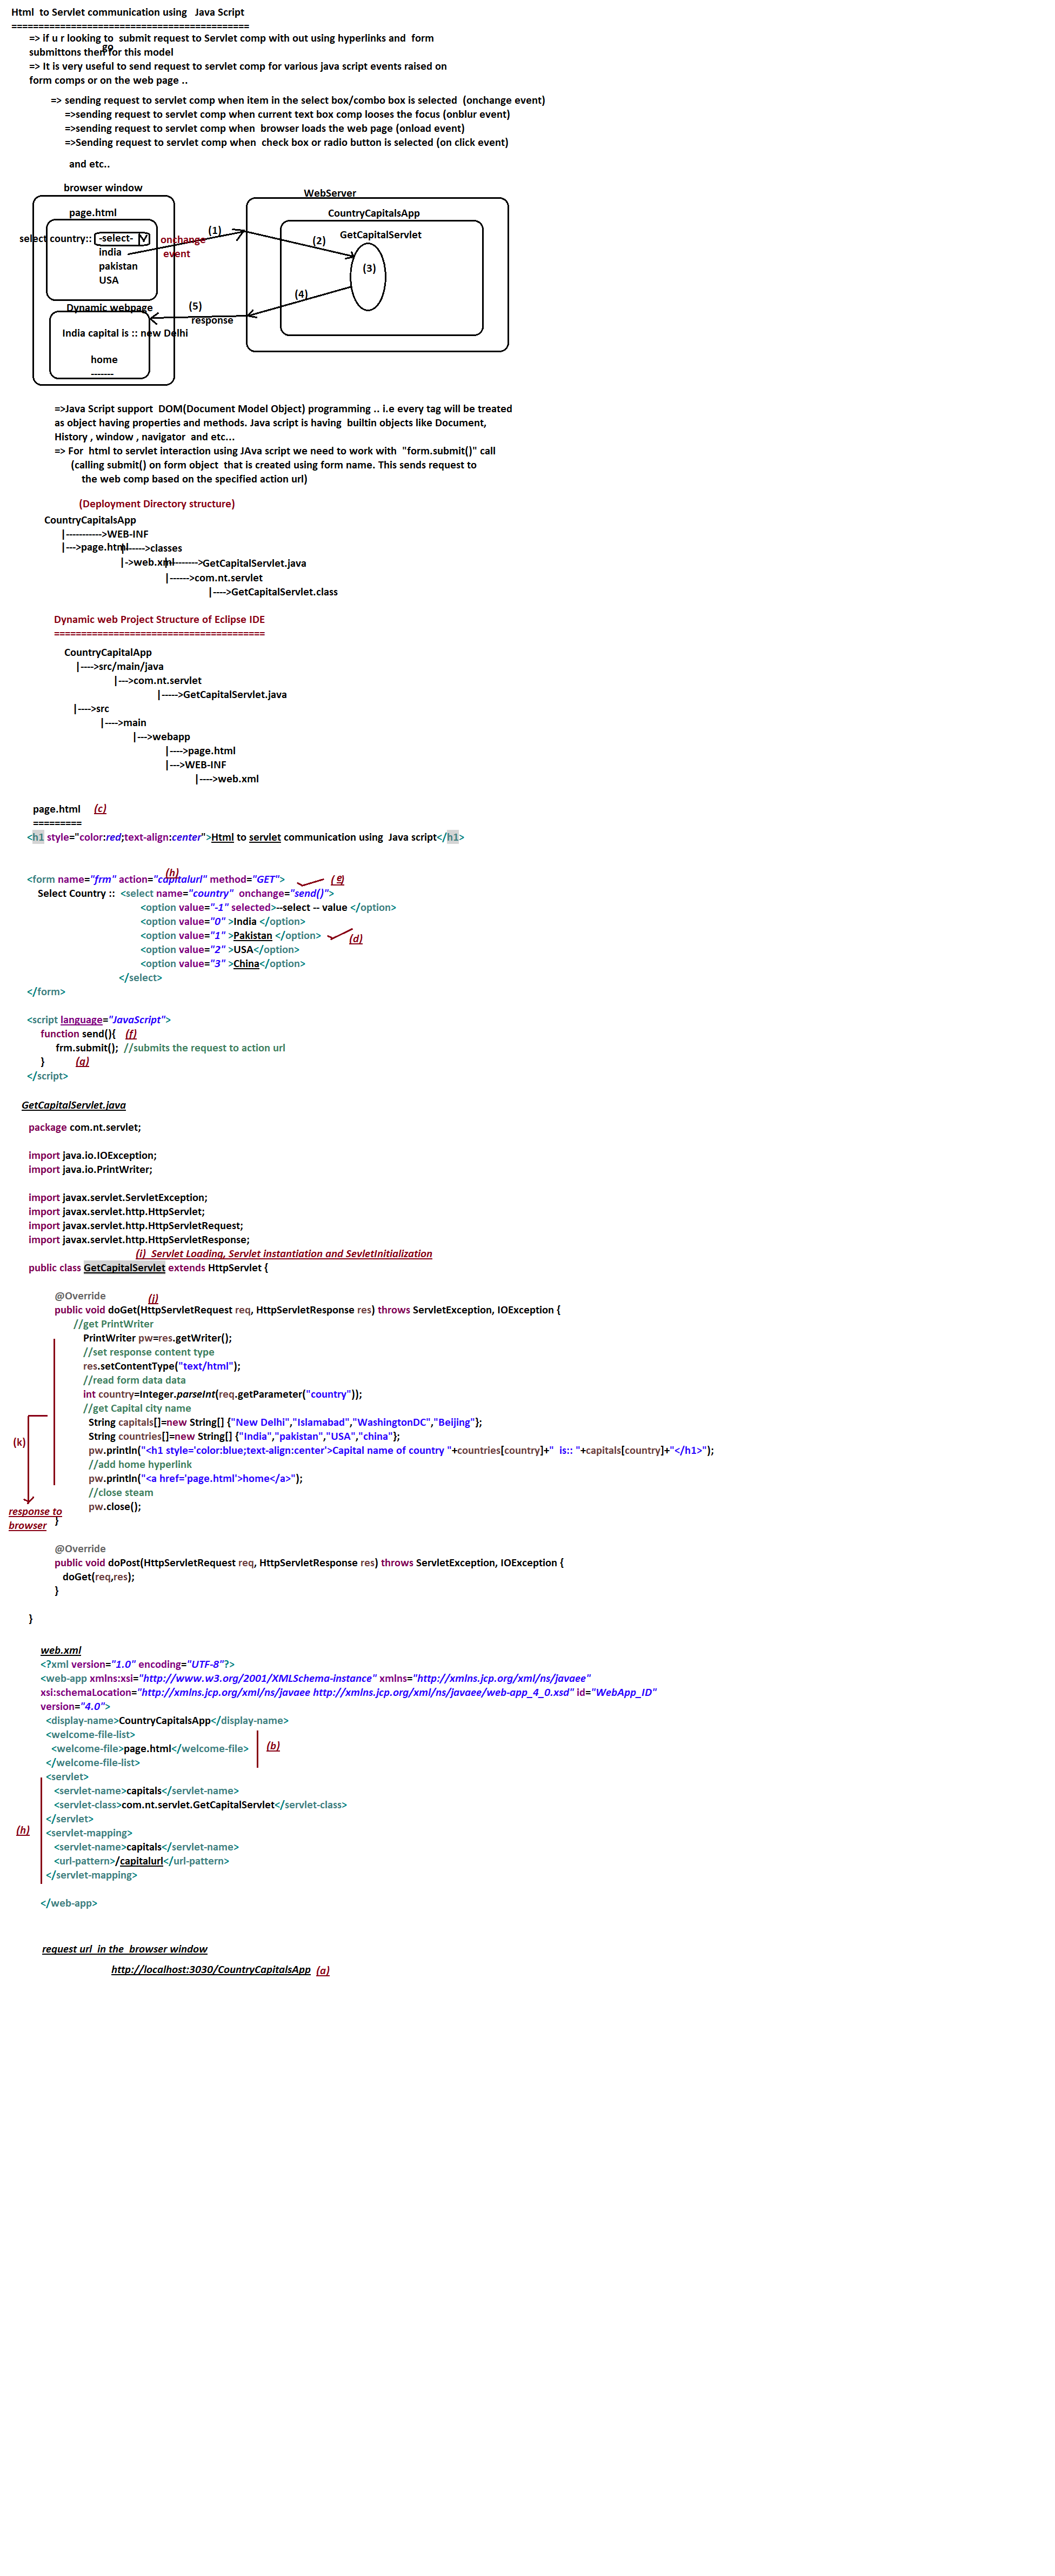 Html  to Servlet communication using   Java Script
============================================
=> if u r looking to  submit request to Servlet comp with out using hyperlinks and  form
submittons then go for this model
=> It is very useful to send request to servlet comp for various java script events raised on
form comps or on the web page ..
=> sending request to servlet comp when item in the select box/combo box is selected  (onchange event)
=>sending request to servlet comp when current text box comp looses the focus (onblur event)
=>sending request to servlet comp when  browser loads the web page (onload event)
=>Sending request to servlet comp when  check box or radio button is selected (on click event)
and etc..
browser window
WebServer
page.html
CountryCapitalsApp
select country:: -select-
onchange
event
(1)
(2)
GetCapitalServlet
india
pakistan
USA
(3)
(4)
Dynamic webpage
(5)
response
India capital is :: new Delhi
home
-------
=>Java Script support  DOM(Document Model Object) programming .. i.e every tag will be treated
as object having properties and methods. Java script is having  builtin objects like Document,
History , window , navigator  and etc...
=> For  html to servlet interaction using JAva script we need to work with  "form.submit()" call
(calling submit() on form object  that is created using form name. This sends request to
the web comp based on the specified action url)
(Deployment Directory structure)
CountryCapitalsApp
|----------->WEB-INF
|--->page.html
|------>classes
|->web.xml
|--------->GetCapitalServlet.java
|------>com.nt.servlet
|---->GetCapitalServlet.class
Dynamic web Project Structure of Eclipse IDE
=======================================
CountryCapitalApp
|---->src/main/java
|--->com.nt.servlet
|----->GetCapitalServlet.java
|---->src
|---->main
|--->webapp
|---->page.html
|--->WEB-INF
|---->web.xml
page.html (c)
=========
<h1 style="color:red;text-align:center">Html to servlet communication using  Java script</h1>
(h)
<form name="frm" action="capitalurl" method="GET"> (e)
Select Country ::  <select name="country"  onchange="send()">
<option value="-1" selected>--select -- value </option>
<option value="0" >India </option>
<option value="1" >Pakistan </option> (d)
<option value="2" >USA</option>
<option value="3" >China</option>
</select>
</form>
<script language="JavaScript">
function send(){ (f)
frm.submit();  //submits the request to action url
} (g)
</script>
GetCapitalServlet.java
package com.nt.servlet;
import java.io.IOException;
import java.io.PrintWriter;
import javax.servlet.ServletException;
import javax.servlet.http.HttpServlet;
import javax.servlet.http.HttpServletRequest;
import javax.servlet.http.HttpServletResponse;
(i)  Servlet Loading, Servlet instantiation and SevletInitialization
public class GetCapitalServlet extends HttpServlet {
@Override (j)
public void doGet(HttpServletRequest req, HttpServletResponse res) throws ServletException, IOException {
//get PrintWriter
PrintWriter pw=res.getWriter();
//set response content type
res.setContentType("text/html");
//read form data data
int country=Integer.parseInt(req.getParameter("country"));
//get Capital city name
String capitals[]=new String[] {"New Delhi","Islamabad","WashingtonDC","Beijing"};
String countries[]=new String[] {"India","pakistan","USA","china"};
(k)
pw.println("<h1 style='color:blue;text-align:center'>Capital name of country "+countries[country]+"  is:: "+capitals[country]+"</h1>");
//add home hyperlink
pw.println("<a href='page.html'>home</a>");
//close steam
pw.close();
response to
browser
}
@Override
public void doPost(HttpServletRequest req, HttpServletResponse res) throws ServletException, IOException {
doGet(req,res);
}
}
web.xml
<?xml version="1.0" encoding="UTF-8"?>
<web-app xmlns:xsi="http://www.w3.org/2001/XMLSchema-instance" xmlns="http://xmlns.jcp.org/xml/ns/javaee"
xsi:schemaLocation="http://xmlns.jcp.org/xml/ns/javaee http://xmlns.jcp.org/xml/ns/javaee/web-app_4_0.xsd" id="WebApp_ID"
version="4.0">
<display-name>CountryCapitalsApp</display-name>
<welcome-file-list>
<welcome-file>page.html</welcome-file> (b)
</welcome-file-list>
<servlet>
<servlet-name>capitals</servlet-name>
<servlet-class>com.nt.servlet.GetCapitalServlet</servlet-class>
</servlet>
(h)
<servlet-mapping>
<servlet-name>capitals</servlet-name>
<url-pattern>/capitalurl</url-pattern>
</servlet-mapping>
</web-app>
request url  in the  browser window
http://localhost:3030/CountryCapitalsApp (a)